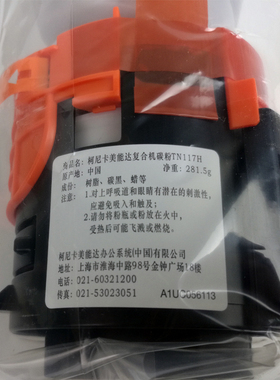 品名: 柯尼卡美能达复合机碳粉TN117H
原产地: 中国 净重: 281.5g
成份: 树脂、碳黑、蜡等
注意: 1.对上呼吸道和眼睛有潜在的刺激性，
应避免吸入和触及;
2.请勿将粉瓶或粉放在火中，
受热后可能飞溅或燃烧。
柯尼卡美能达办公系统(中国)有限公司
地址: 上海市淮海中路98号金钟广场18楼
电话: 021-60321200
传真: 021-53023051
A1UC056113